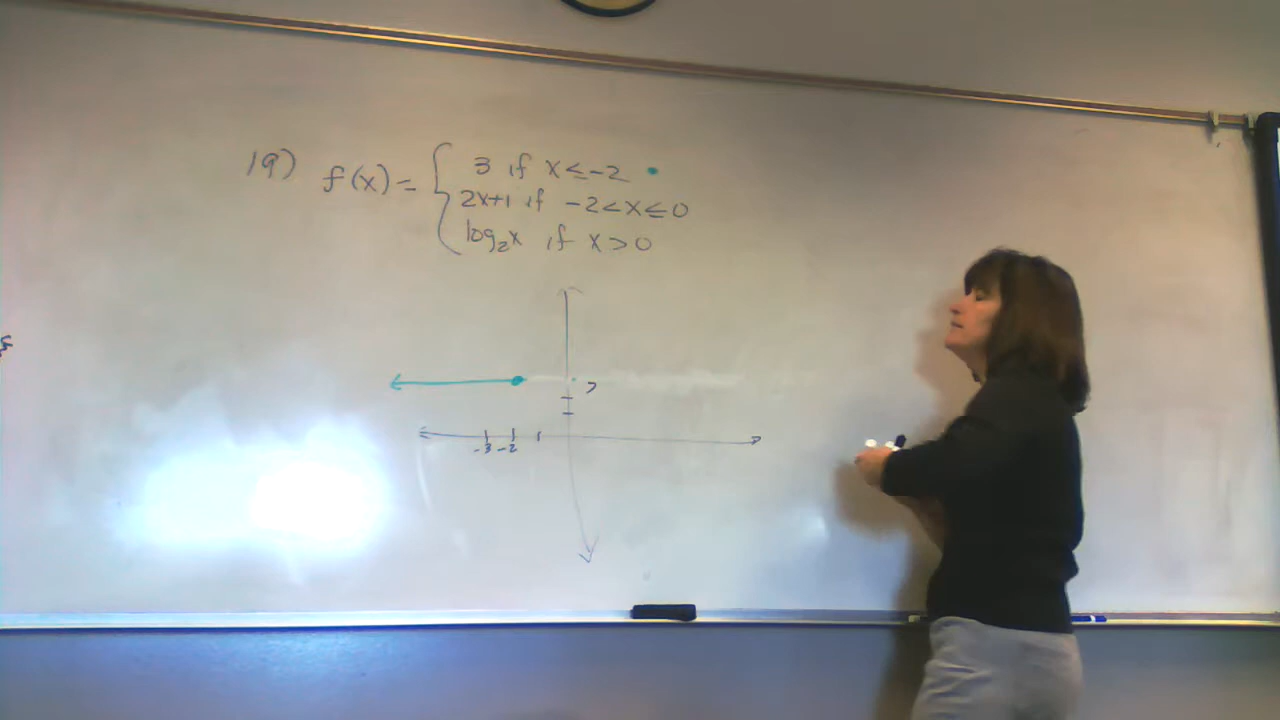 19) f(x) = { 3 if x ≤ -2
2x+1 if -2<x≤0
log₂x if x>0
-3 -2